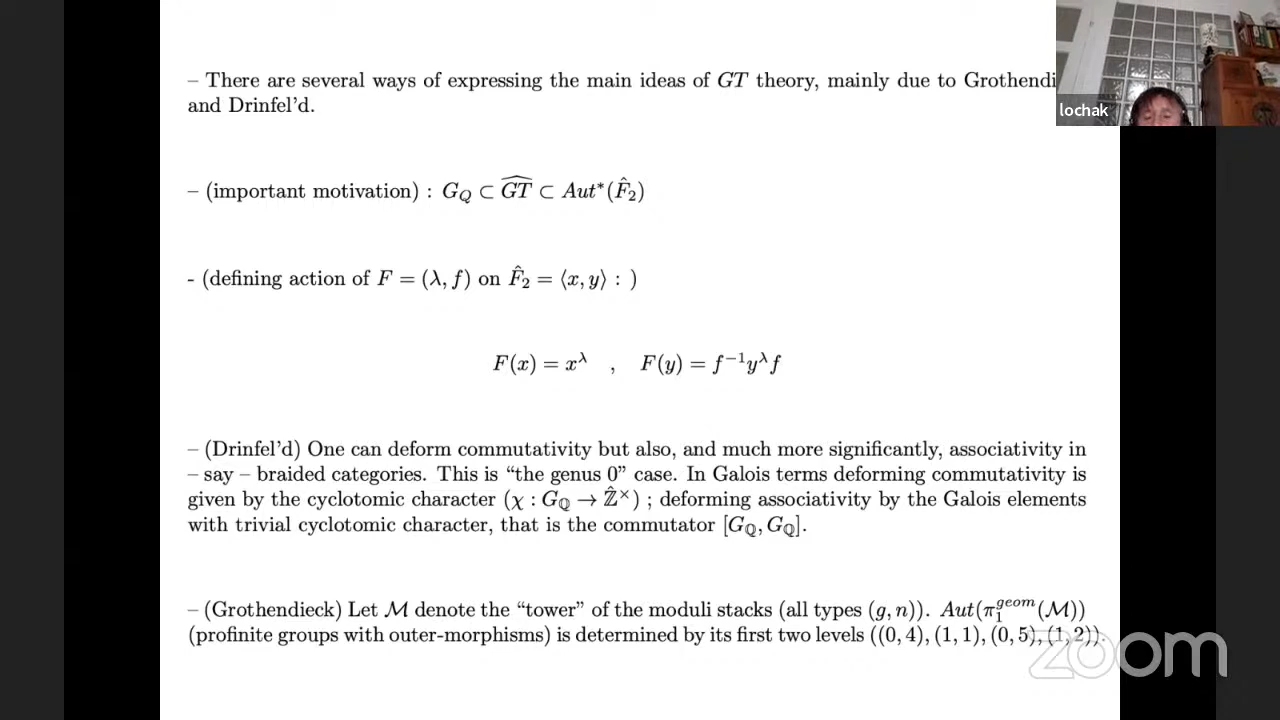 – There are several ways of expressing the main ideas of GT theory, mainly due to Grothendi
and Drinfel'd.
lochak
– (important motivation) : G_Q ⊂ \widehat{GT} ⊂ Aut*(F̂₂)
- (defining action of F = (λ, f) on F̂₂ = ⟨x, y⟩ : )
F(x) = x^λ , F(y) = f⁻¹y^λ f
– (Drinfel'd) One can deform commutativity but also, and much more significantly, associativity in
– say – braided categories. This is “the genus 0” case. In Galois terms deforming commutativity is
given by the cyclotomic character (χ : G_ℚ → Ẑ^×) ; deforming associativity by the Galois elements
with trivial cyclotomic character, that is the commutator [G_ℚ, G_ℚ].
– (Grothendieck) Let ℳ denote the “tower” of the moduli stacks (all types (g, n)). Aut(π₁^{geom}(ℳ))
(profinite groups with outer-morphisms) is determined by its first two levels ((0, 4), (1, 1), (0, 5), (1, 2)).
zoom